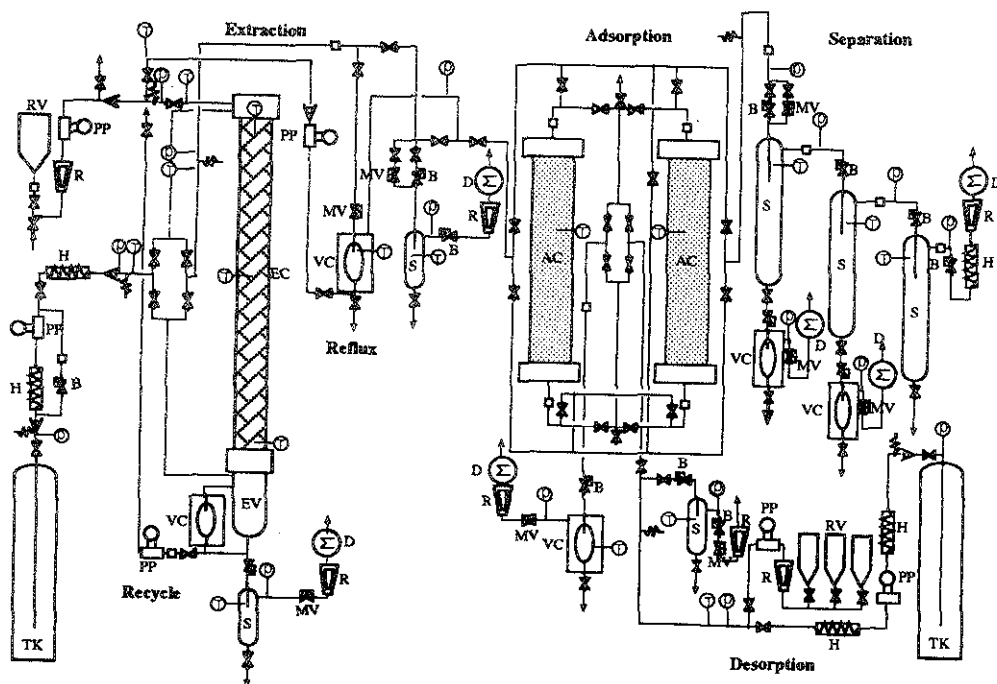 Extraction
Adsorption
Separation
RV
PP
R
PP
MV
B
D
R
B
MV
S
B
S
B
D
R
H
B
S
H
PP
H
B
EC
MV
VC
S
B
AC
AC
S
D
VC
MV
D
VC
MV
Reflux
EV
VC
PP
Recycle
D
R
MV
S
TK
D
R
MV
B
VC
B
S
B
MV
R
PP
R
RV
H
PP
H
TK
Desorption
T
P
Σ